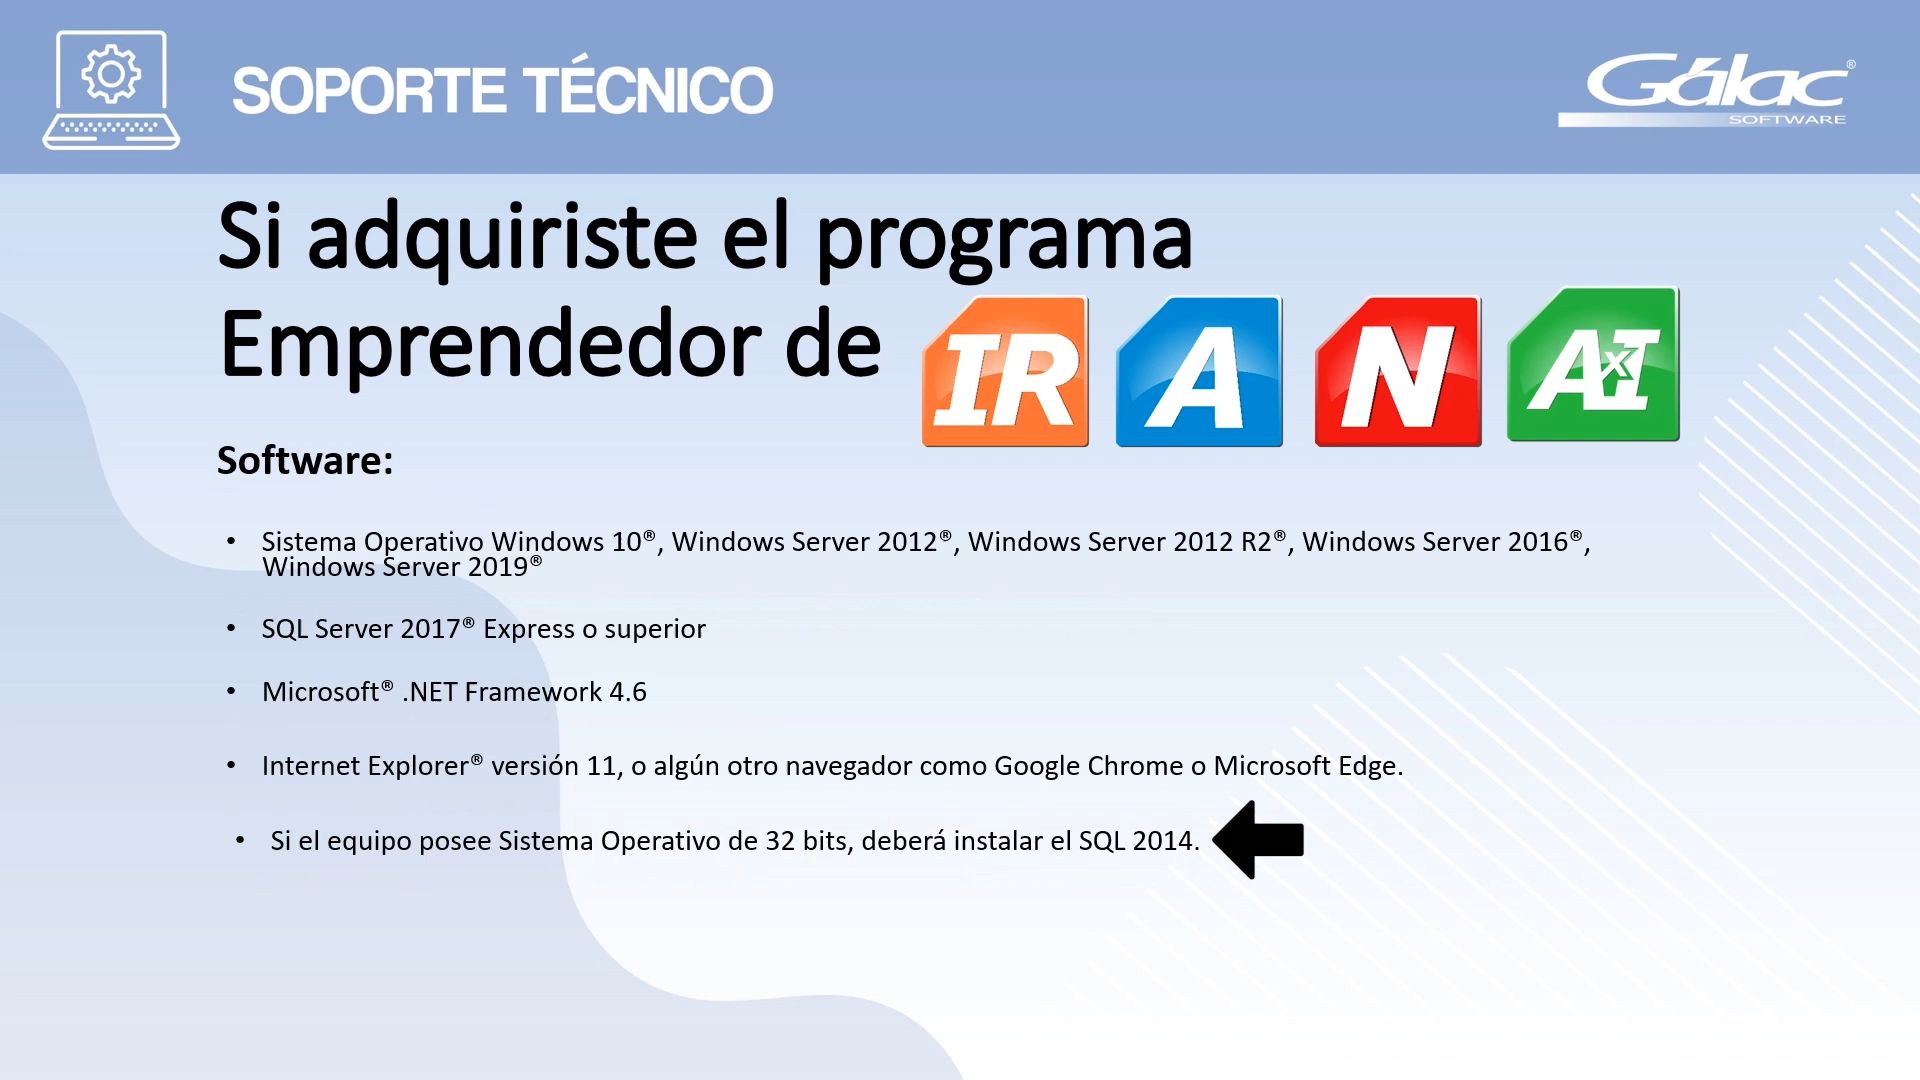 SOPORTE TÉCNICO
Gálac®
SOFTWARE
Si adquiriste el programa
Emprendedor de
IR A N AxI
Software:
• Sistema Operativo Windows 10®, Windows Server 2012®, Windows Server 2012 R2®, Windows Server 2016®,
Windows Server 2019®
• SQL Server 2017® Express o superior
• Microsoft® .NET Framework 4.6
• Internet Explorer® versión 11, o algún otro navegador como Google Chrome o Microsoft Edge.
• Si el equipo posee Sistema Operativo de 32 bits, deberá instalar el SQL 2014.